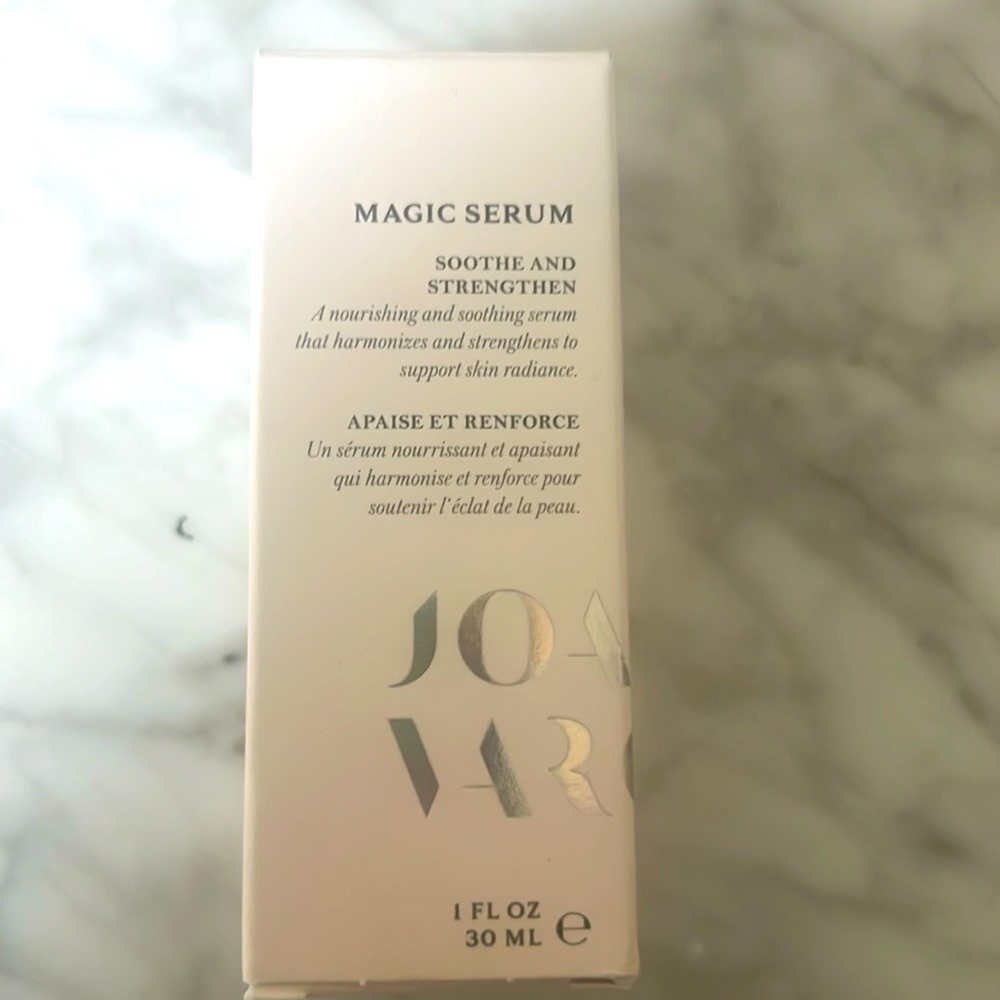 MAGIC SERUM
SOOTHE AND
STRENGTHEN
A nourishing and soothing serum
that harmonizes and strengthens to
support skin radiance.
APAISE ET RENFORCE
Un sérum nourrissant et apaisant
qui harmonise et renforce pour
soutenir l'éclat de la peau.
JOA
VAR
1 FL OZ
30 ML e